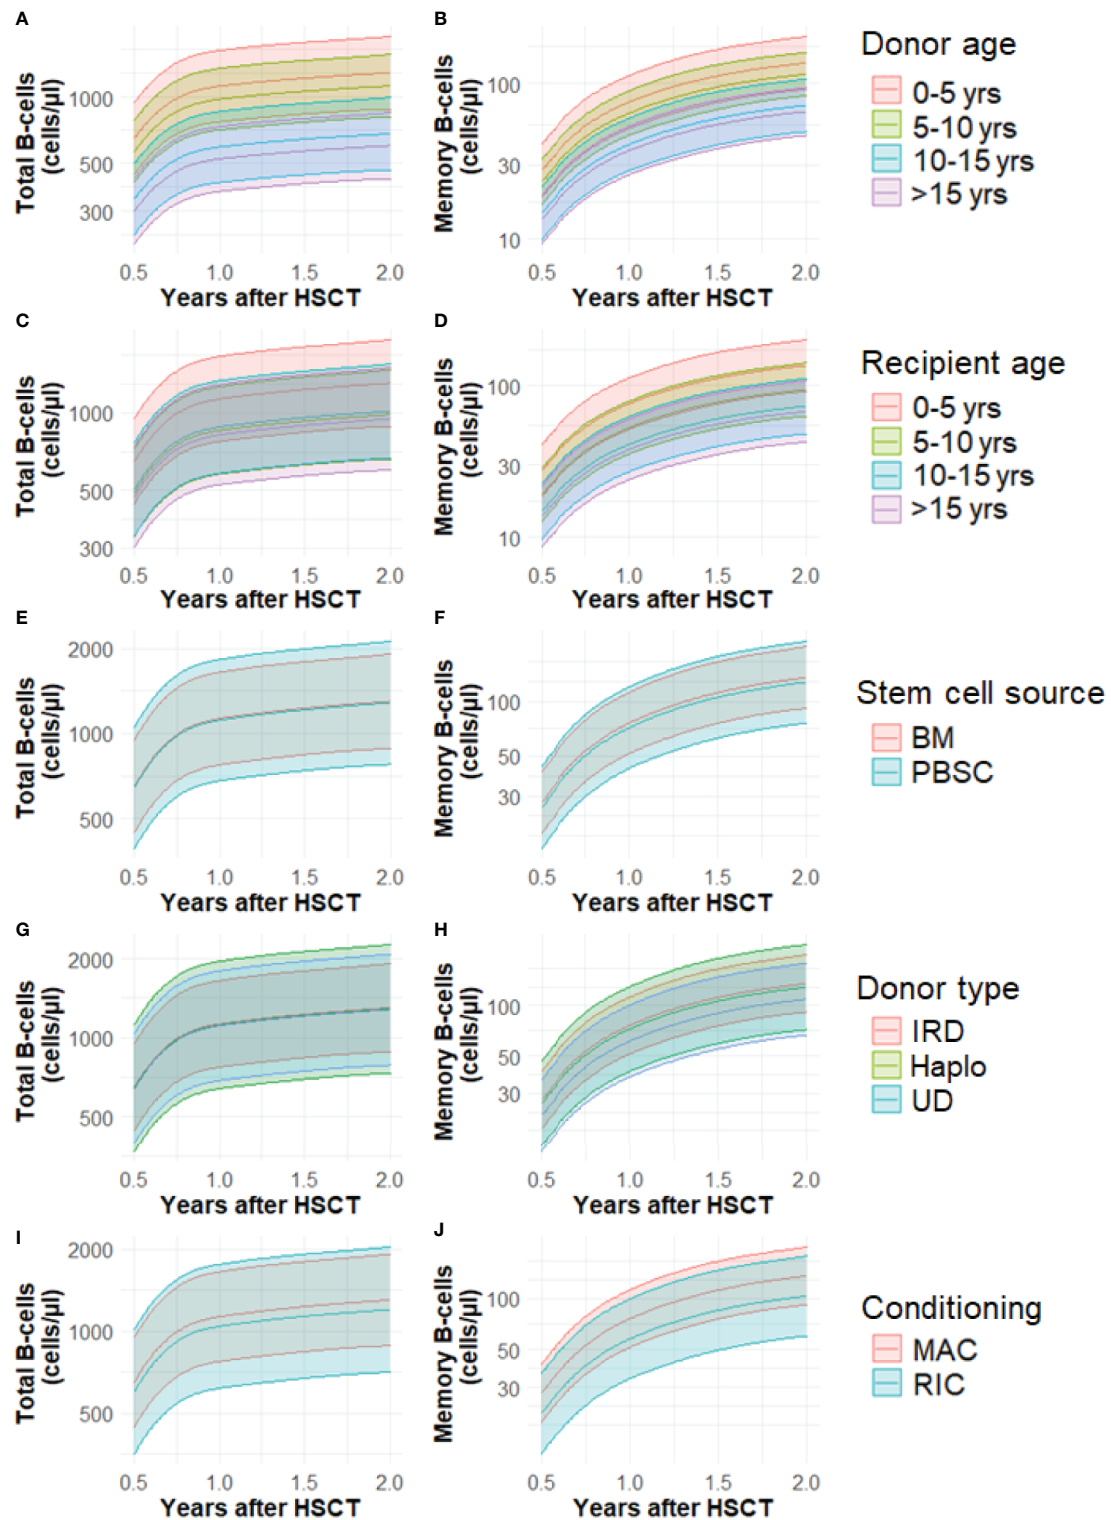 A
B
Total B-cells
(cells/µl)
1000
500
300
0.5 1.0 1.5 2.0
Years after HSCT
Memory B-cells
(cells/µl)
100
30
10
0.5 1.0 1.5 2.0
Years after HSCT
Donor age
0-5 yrs
5-10 yrs
10-15 yrs
>15 yrs
C
D
Total B-cells
(cells/µl)
1000
500
300
0.5 1.0 1.5 2.0
Years after HSCT
Memory B-cells
(cells/µl)
100
30
10
0.5 1.0 1.5 2.0
Years after HSCT
Recipient age
0-5 yrs
5-10 yrs
10-15 yrs
>15 yrs
E
F
Total B-cells
(cells/µl)
2000
1000
500
0.5 1.0 1.5 2.0
Years after HSCT
Memory B-cells
(cells/µl)
100
50
30
0.5 1.0 1.5 2.0
Years after HSCT
Stem cell source
BM
PBSC
G
H
Total B-cells
(cells/µl)
2000
1000
500
0.5 1.0 1.5 2.0
Years after HSCT
Memory B-cells
(cells/µl)
100
50
30
0.5 1.0 1.5 2.0
Years after HSCT
Donor type
IRD
Haplo
UD
I
J
Total B-cells
(cells/µl)
2000
1000
500
0.5 1.0 1.5 2.0
Years after HSCT
Memory B-cells
(cells/µl)
100
50
30
0.5 1.0 1.5 2.0
Years after HSCT
Conditioning
MAC
RIC